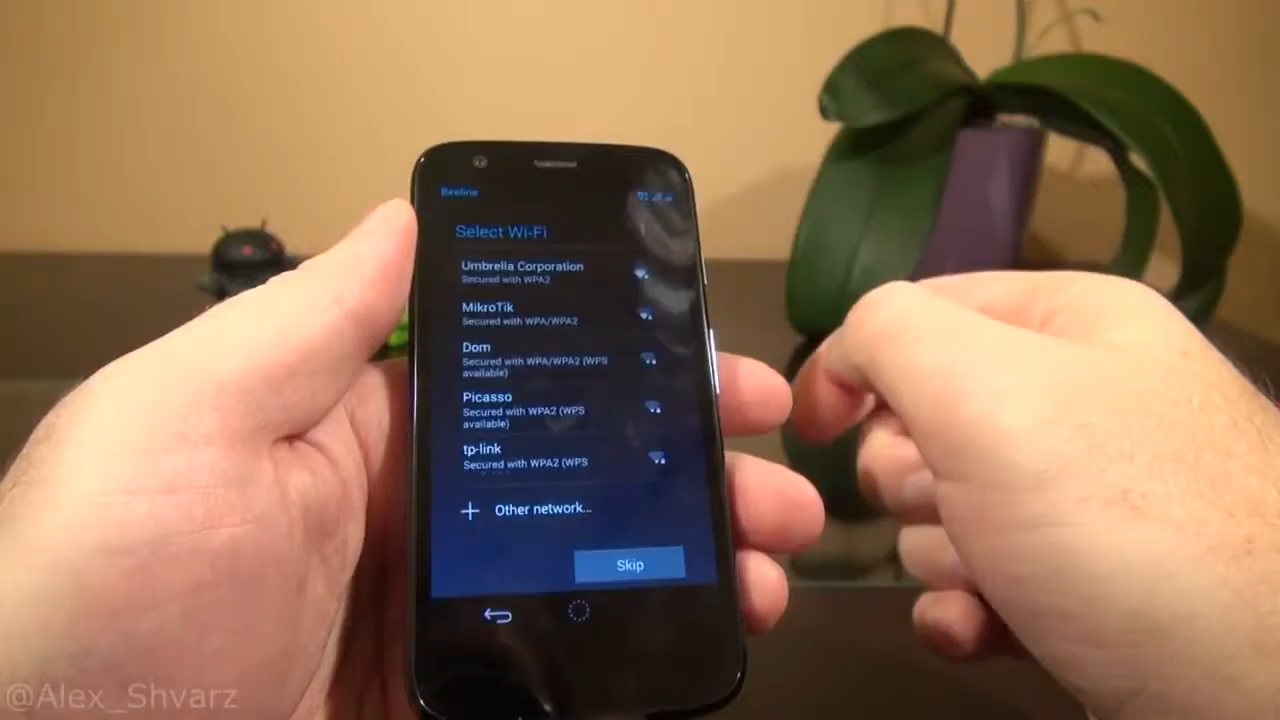 Beeline
Select Wi-Fi
Umbrella Corporation
Secured with WPA2
MikroTik
Secured with WPA/WPA2
Dom
Secured with WPA/WPA2 (WPS
available)
Picasso
Secured with WPA2 (WPS
available)
tp-link
Secured with WPA2 (WPS
Other network...
Skip
@Alex_Shvarz